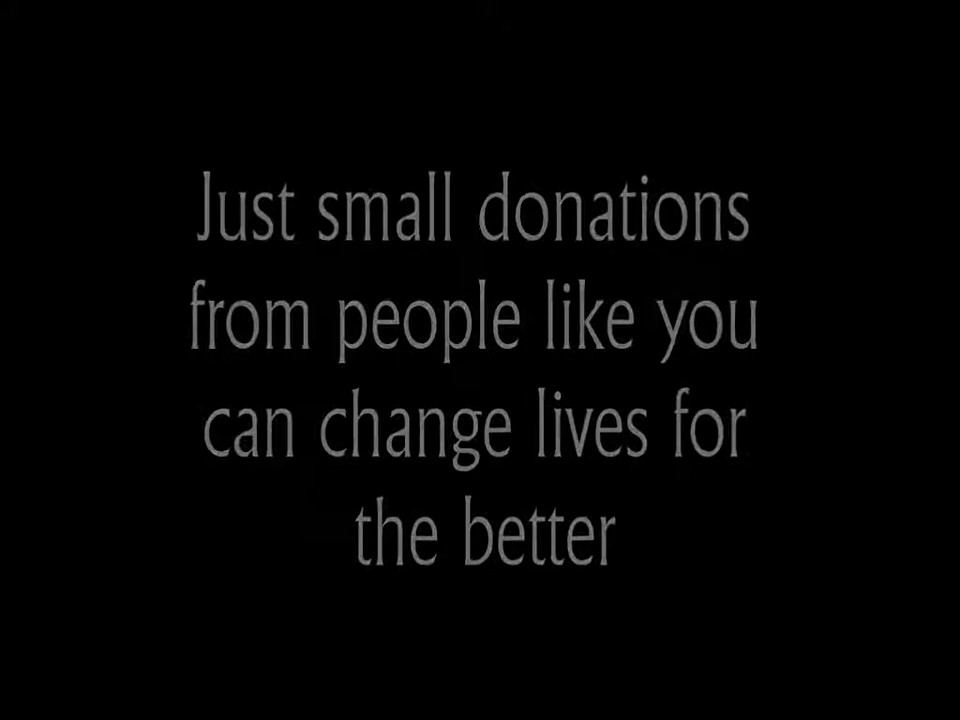 Just small donations
from people like you
can change lives for
the better